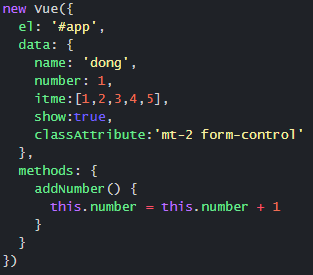 new Vue({
  el: '#app',
  data: {
    name: 'dong',
    number: 1,
    itme:[1,2,3,4,5],
    show:true,
    classAttribute:'mt-2 form-control'
  },
  methods: {
    addNumber() {
      this.number = this.number + 1
    }
  }
})